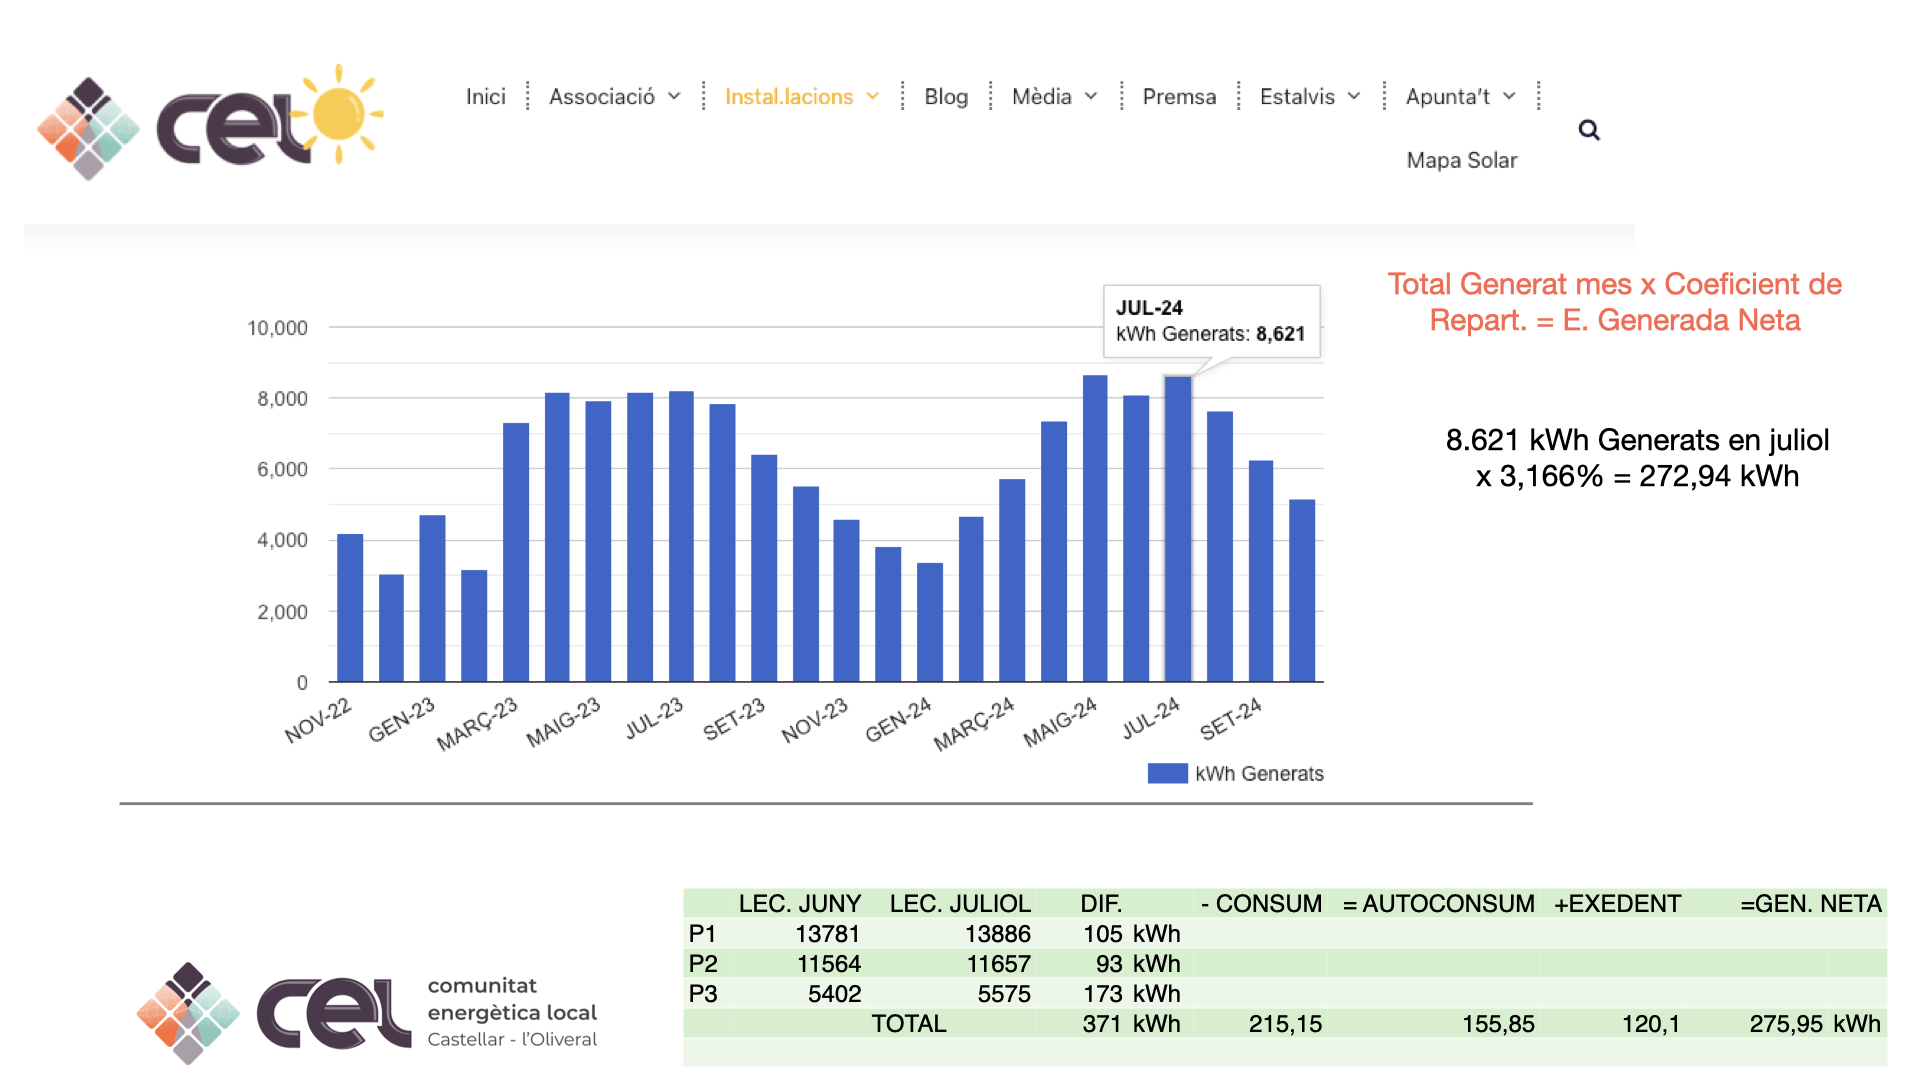 cel
Inici
Associació
Instal.lacions
Blog
Mèdia
Premsa
Estalvis
Apunta't
Mapa Solar
Total Generat mes x Coeficient de
Repart. = E. Generada Neta
8.621 kWh Generats en juliol
x 3,166% = 272,94 kWh
JUL-24
kWh Generats: 8,621
10,000
8,000
6,000
4,000
2,000
0
NOV-22
GEN-23
MARÇ-23
MAIG-23
JUL-23
SET-23
NOV-23
GEN-24
MARÇ-24
MAIG-24
JUL-24
SET-24
kWh Generats
LEC. JUNY LEC. JULIOL DIF. - CONSUM = AUTOCONSUM +EXEDENT =GEN. NETA
P1 13781 13886 105 kWh
P2 11564 11657 93 kWh
P3 5402 5575 173 kWh
TOTAL 371 kWh 215,15 155,85 120,1 275,95 kWh
cel
comunitat
energètica local
Castellar - l'Oliveral